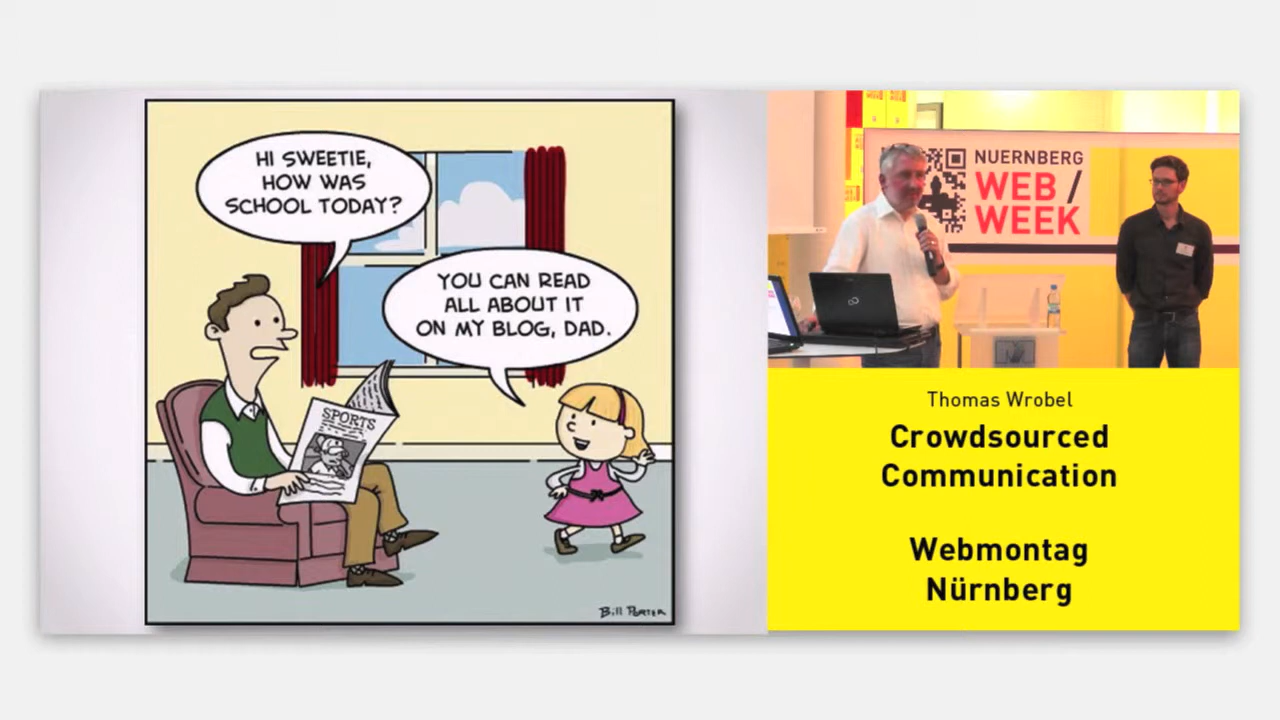 HI SWEETIE,
HOW WAS
SCHOOL TODAY?
YOU CAN READ
ALL ABOUT IT
ON MY BLOG, DAD.
SPORTS
Bill Porter
NUERNBERG
WEB /
WEEK
Thomas Wrobel
Crowdsourced
Communication
Webmontag
Nürnberg